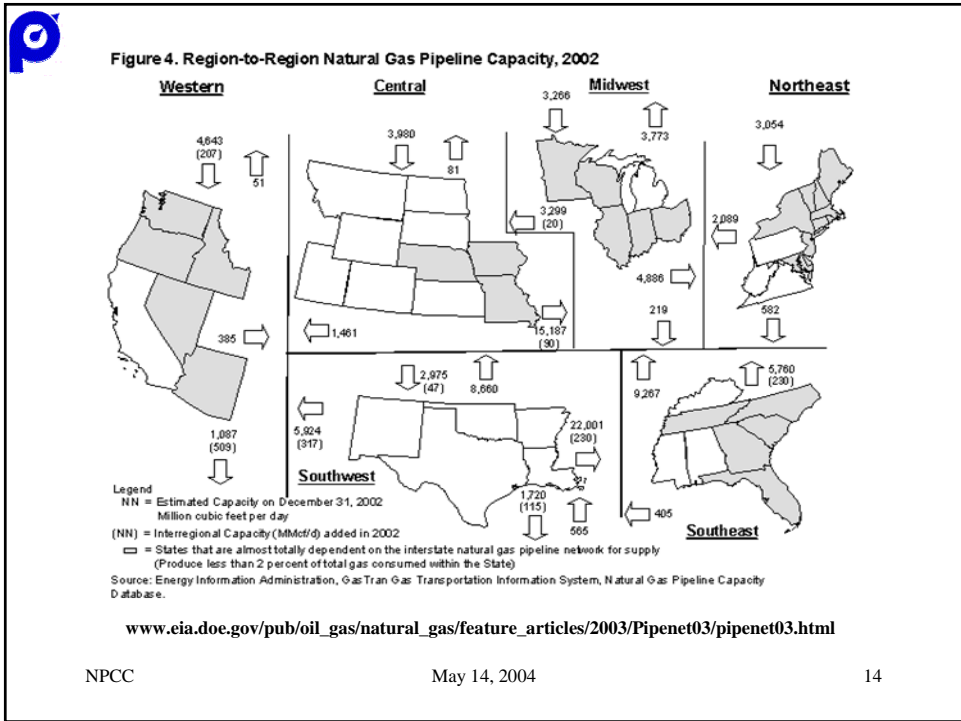 Figure 4. Region-to-Region Natural Gas Pipeline Capacity, 2002
Western
Central
Midwest
Northeast
4,643
(207)
51
3,980
81
3,266
3,773
3,054
3,299
(20)
2,089
4,886
385
1,461
15,187
(90)
219
582
2,975
(47)
8,660
9,267
5,760
(230)
5,924
(317)
22,001
(230)
1,087
(509)
Southwest
1,720
(115)
565
405
Southeast
Legend
NN = Estimated Capacity on December 31, 2002
Million cubic feet per day
(NN) = Interregional Capacity (MMcf/d) added in 2002
= States that are almost totally dependent on the interstate natural gas pipeline network for supply
(Produce less than 2 percent of total gas consumed within the State)
Source: Energy Information Administration, GasTran Gas Transportation Information System, Natural Gas Pipeline Capacity
Database.
www.eia.doe.gov/pub/oil_gas/natural_gas/feature_articles/2003/Pipenet03/pipenet03.html
NPCC May 14, 2004 14